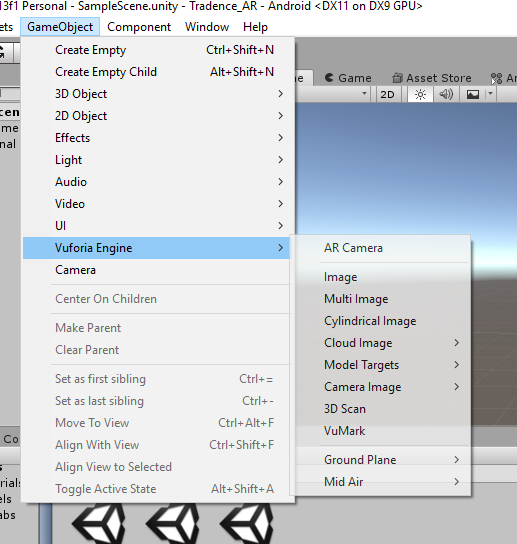 13f1 Personal - SampleScene.unity - Tradence_AR - Android <DX11 on DX9 GPU>
ets GameObject Component Window Help
Create Empty Ctrl+Shift+N
Create Empty Child Alt+Shift+N
3D Object >
2D Object >
Effects >
Light >
Audio >
Video >
UI >
Vuforia Engine >
Camera
Center On Children
Make Parent
Clear Parent
Set as first sibling Ctrl+=
Set as last sibling Ctrl+-
Move To View Ctrl+Alt+F
Align With View Ctrl+Shift+F
Align View to Selected
Toggle Active State Alt+Shift+A
me Game Asset Store Ar
2D
cen
me
nal
AR Camera
Image
Multi Image
Cylindrical Image
Cloud Image >
Model Targets >
Camera Image >
3D Scan
VuMark
Ground Plane >
Mid Air >
Co
s
rials
els
abs